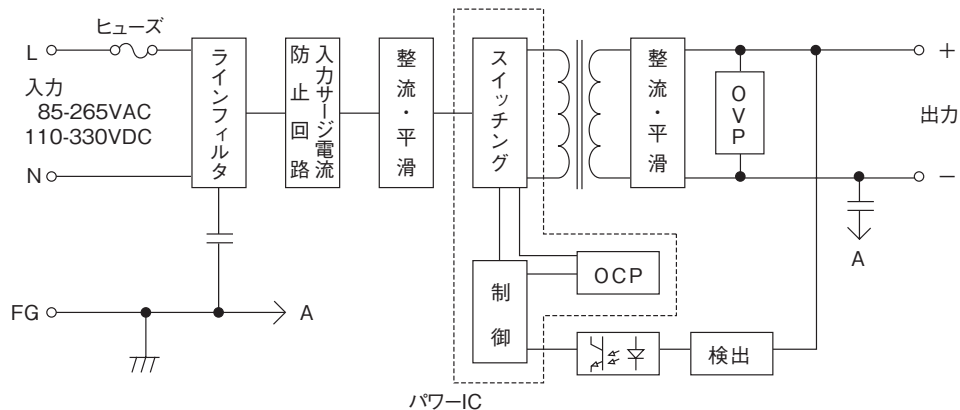 ヒューズ
L
入力
85-265VAC
110-330VDC
N
FG
A
ラインフィルタ
入力サージ電流
防止回路
整流・平滑
スイッチング
整流・平滑
OVP
+
出力
−
A
制御
OCP
検出
パワーIC